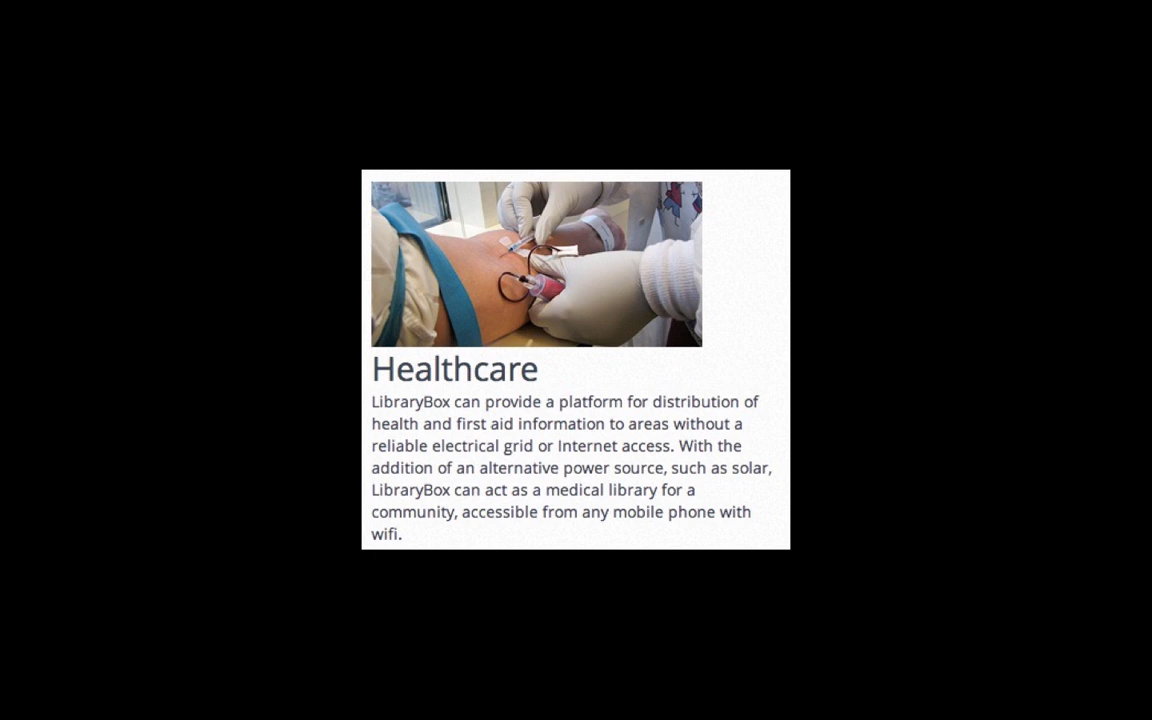 Healthcare
LibraryBox can provide a platform for distribution of
health and first aid information to areas without a
reliable electrical grid or Internet access. With the
addition of an alternative power source, such as solar,
LibraryBox can act as a medical library for a
community, accessible from any mobile phone with
wifi.